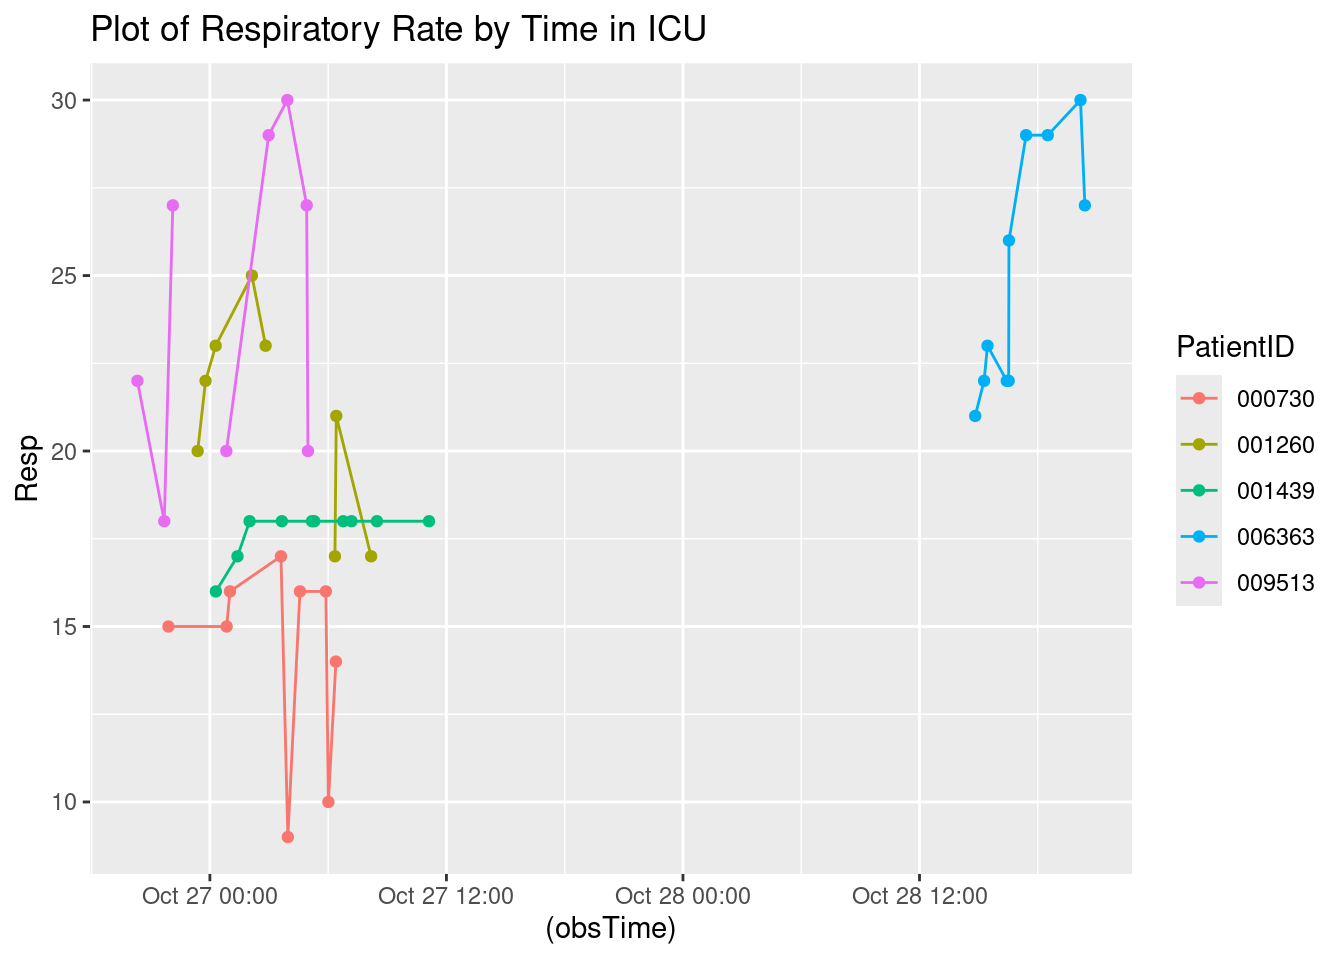 Plot of Respiratory Rate by Time in ICU
30
25
20
15
10
Resp
Oct 27 00:00
Oct 27 12:00
Oct 28 00:00
Oct 28 12:00
(obsTime)
PatientID
000730
001260
001439
006363
009513